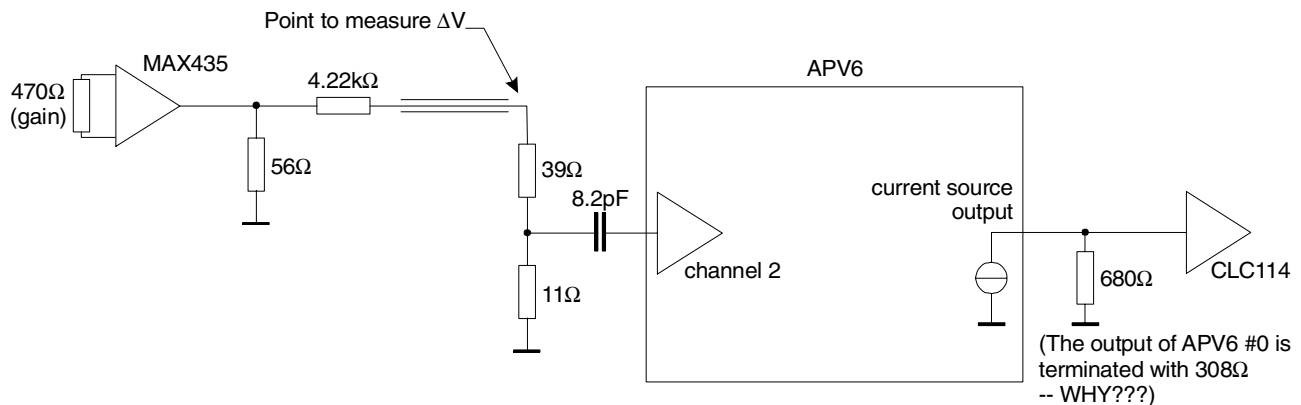 Point to measure ΔV
MAX435
470Ω
(gain)
4.22kΩ
56Ω
39Ω
8.2pF
11Ω
APV6
channel 2
current source
output
680Ω
CLC114
(The output of APV6 #0 is
terminated with 308Ω
-- WHY???)